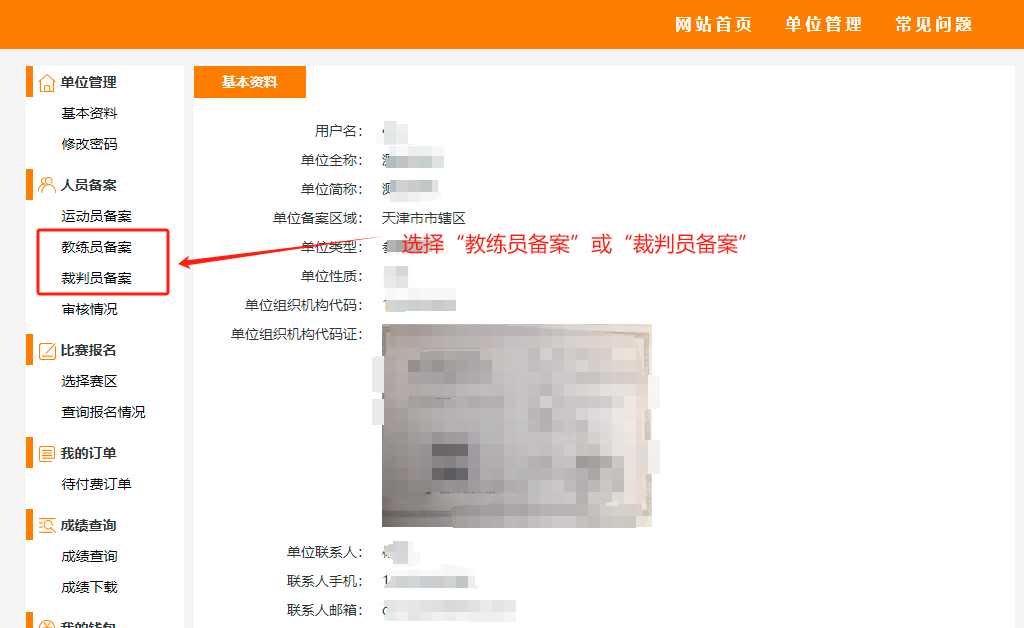 网站首页 单位管理 常见问题
单位管理
基本资料
修改密码
人员备案
运动员备案
教练员备案
裁判员备案
审核情况
比赛报名
选择赛区
查询报名情况
我的订单
待付费订单
成绩查询
成绩查询
成绩下载
我的钱包
基本资料
用户名：
单位全称：
单位简称：
单位备案区域： 天津市市辖区
单位类型：
选择“教练员备案”或“裁判员备案”
单位性质：
单位组织机构代码：
单位组织机构代码证：
单位联系人：
联系人手机： 1
联系人邮箱：